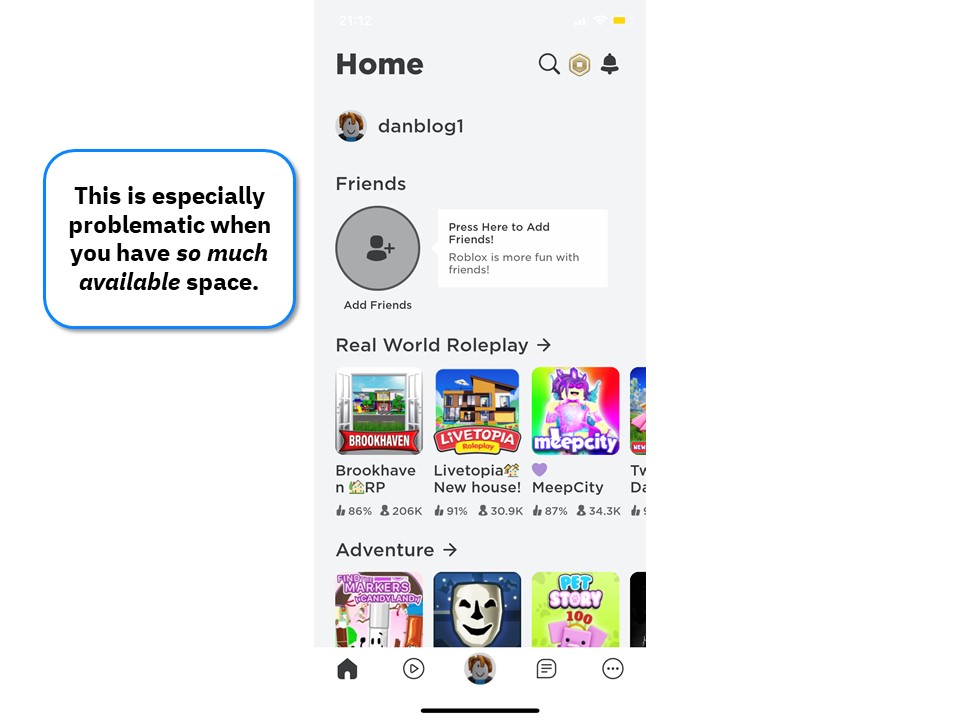 21:12
Home
danblog1
This is especially
problematic when
you have so much
available space.
Friends
Press Here to Add
Friends!
Roblox is more fun with
friends!
Add Friends
Real World Roleplay →
BROOKHAVEN
LIVETOPIA
Roleplay
meepcity
NEW
Brookhave
n 🏡RP
Livetopia🏘️
New house!
💜
MeepCity
Tw
Da
86% 206K
91% 30.9K
87% 34.3K
9
Adventure →
FIND THE
MARKERS
CANDYLAND
PET
STORY
100